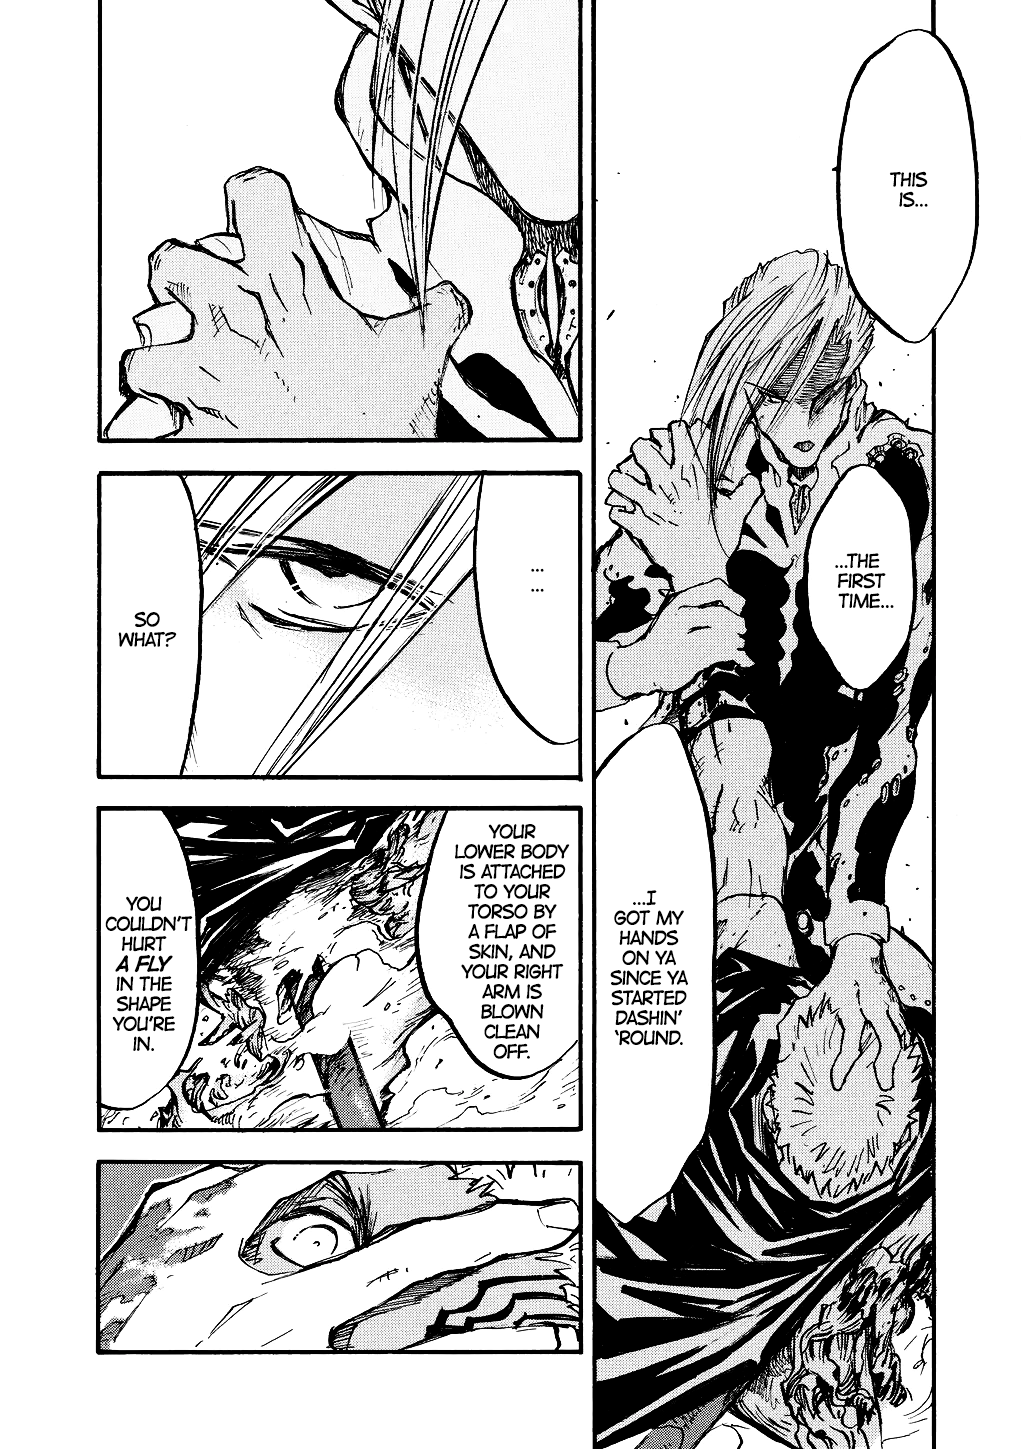 THIS
IS...
...THE
FIRST
TIME...
...I
GOT MY
HANDS
ON YA
SINCE YA
STARTED
DASHIN'
'ROUND.
...
...
SO
WHAT?
YOUR
LOWER BODY
IS ATTACHED
TO YOUR
TORSO BY
A FLAP OF
SKIN, AND
YOUR RIGHT
ARM IS
BLOWN
CLEAN
OFF.
YOU
COULDN'T
HURT
A FLY
IN THE
SHAPE
YOU'RE
IN.